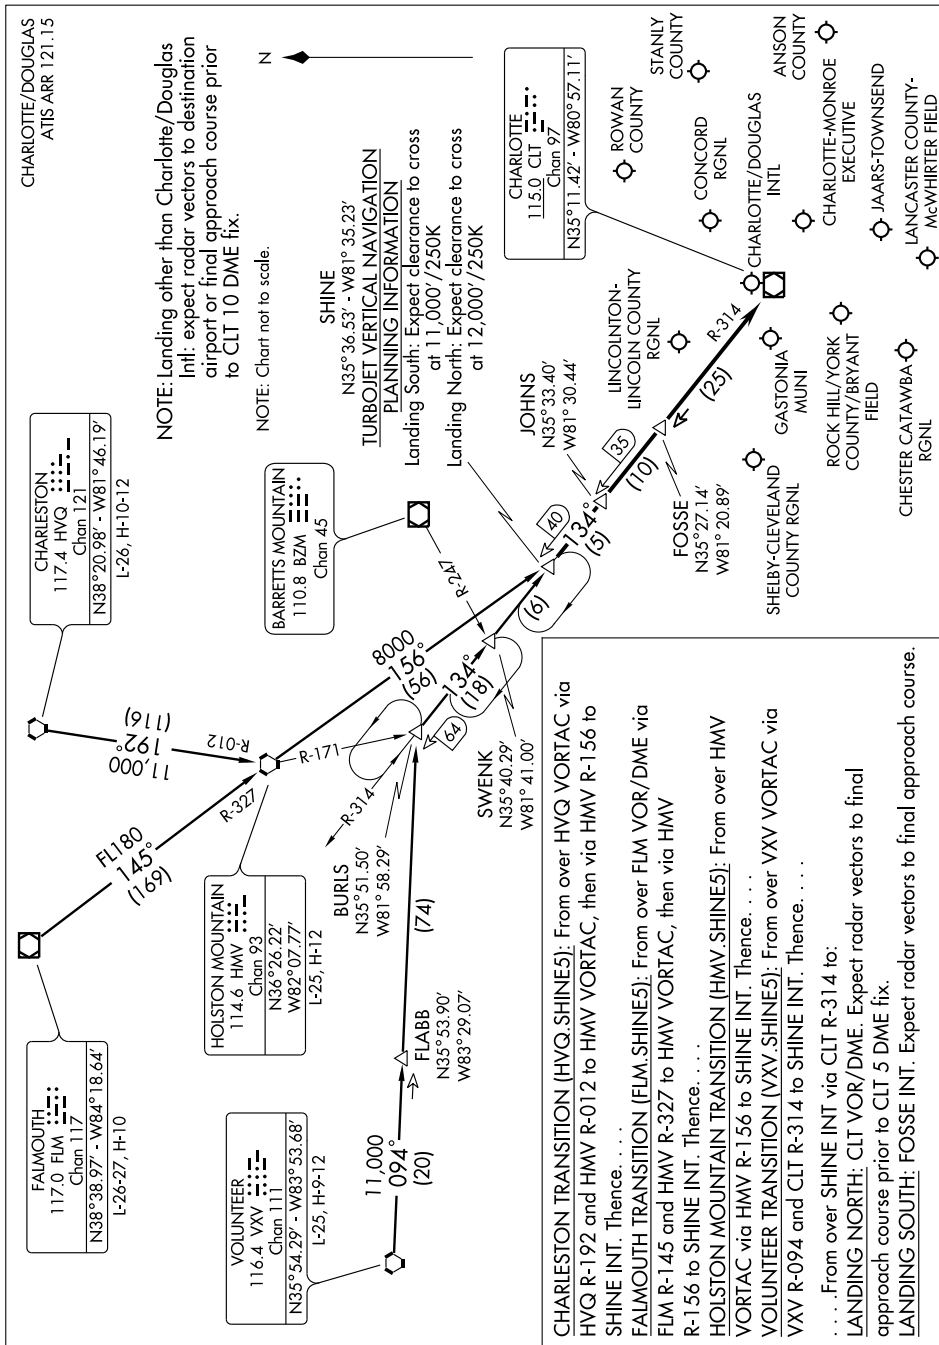 CHARLOTTE/DOUGLAS
ATIS ARR 121.15
NOTE: Landing other than Charlotte/Douglas
Intl: expect radar vectors to destination
airport or final approach course prior
to CLT 10 DME fix.
NOTE: Chart not to scale.
N
SHINE
N35°36.53' - W81° 35.23'
TURBOJET VERTICAL NAVIGATION
PLANNING INFORMATION
Landing South: Expect clearance to cross
at 11,000'/250K
Landing North: Expect clearance to cross
at 12,000'/250K
CHARLOTTE
115.0 CLT
Chan 97
N35°11.42' - W80°57.11'
ROWAN
COUNTY
STANLY
COUNTY
CONCORD
RGNL
ANSON
COUNTY
CHARLOTTE/DOUGLAS
INTL
CHARLOTTE-MONROE
EXECUTIVE
JAARS-TOWNSEND
LANCASTER COUNTY-
McWHIRTER FIELD
LINCOLNTON-
LINCOLN COUNTY
RGNL
GASTONIA
MUNI
ROCK HILL/YORK
COUNTY/BRYANT
FIELD
CHESTER CATAWBA
RGNL
SHELBY-CLEVELAND
COUNTY RGNL
CHARLESTON
117.4 HVQ
Chan 121
N38°20.98' - W81°46.19'
L-26, H-10-12
BARRETTS MOUNTAIN
110.8 BZM
Chan 45
R-247
11,000
192°
(116)
R-012
FALMOUTH
117.0 FLM
Chan 117
N38°38.97' - W84°18.64'
L-26-27, H-10
FL180
145°
(169)
R-327
HOLSTON MOUNTAIN
114.6 HMV
Chan 93
N36°26.22'
W82°07.77'
L-25, H-12
8000
156°
(56)
R-171
R-314
BURLS
N35°51.50'
W81°58.29'
64
134°
(18)
SWENK
N35°40.29'
W81°41.00'
(6)
40
134°
(5)
JOHNS
N35°33.40'
W81°30.44'
35
(10)
FOSSE
N35°27.14'
W81°20.89'
(25)
R-314
VOLUNTEER
116.4 VXV
Chan 111
N35°54.29' - W83°53.68'
L-25, H-9-12
11,000
094°
(20)
FLABB
N35°53.90'
W83°29.07'
(74)
CHARLESTON TRANSITION (HVQ.SHINE5): From over HVQ VORTAC via
HVQ R-192 and HMV R-012 to HMV VORTAC, then via HMV R-156 to
SHINE INT. Thence. . . .
FALMOUTH TRANSITION (FLM.SHINE5): From over FLM VOR/DME via
FLM R-145 and HMV R-327 to HMV VORTAC, then via HMV
R-156 to SHINE INT. Thence. . . .
HOLSTON MOUNTAIN TRANSITION (HMV.SHINE5): From over HMV
VORTAC via HMV R-156 to SHINE INT. Thence. . . .
VOLUNTEER TRANSITION (VXV.SHINE5): From over VXV VORTAC via
VXV R-094 and CLT R-314 to SHINE INT. Thence. . . .
. . . .From over SHINE INT via CLT R-314 to:
LANDING NORTH: CLT VOR/DME. Expect radar vectors to final
approach course prior to CLT 5 DME fix.
LANDING SOUTH: FOSSE INT. Expect radar vectors to final approach course.